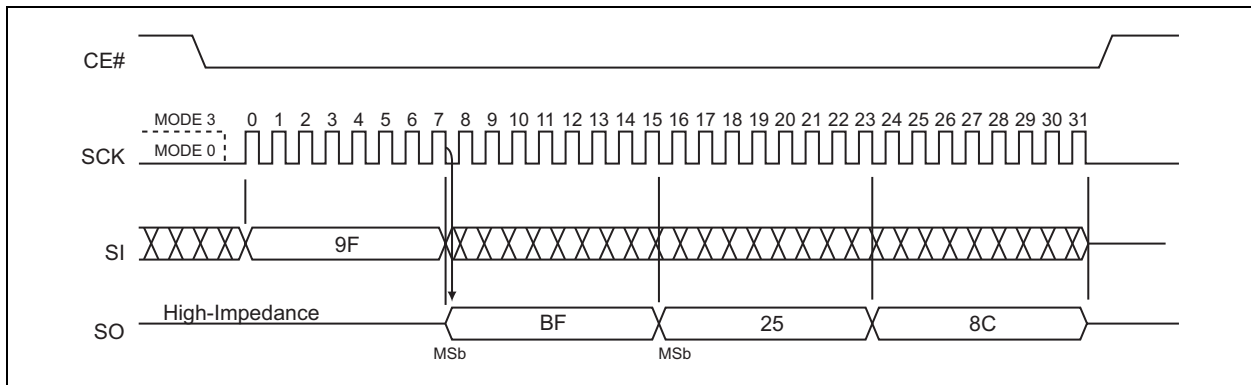 CE#
MODE 3
0 1 2 3 4 5 6 7 8 9 10 11 12 13 14 15 16 17 18 19 20 21 22 23 24 25 26 27 28 29 30 31
SCK
MODE 0
SI
9F
High-Impedance
SO
BF
25
8C
MSb
MSb